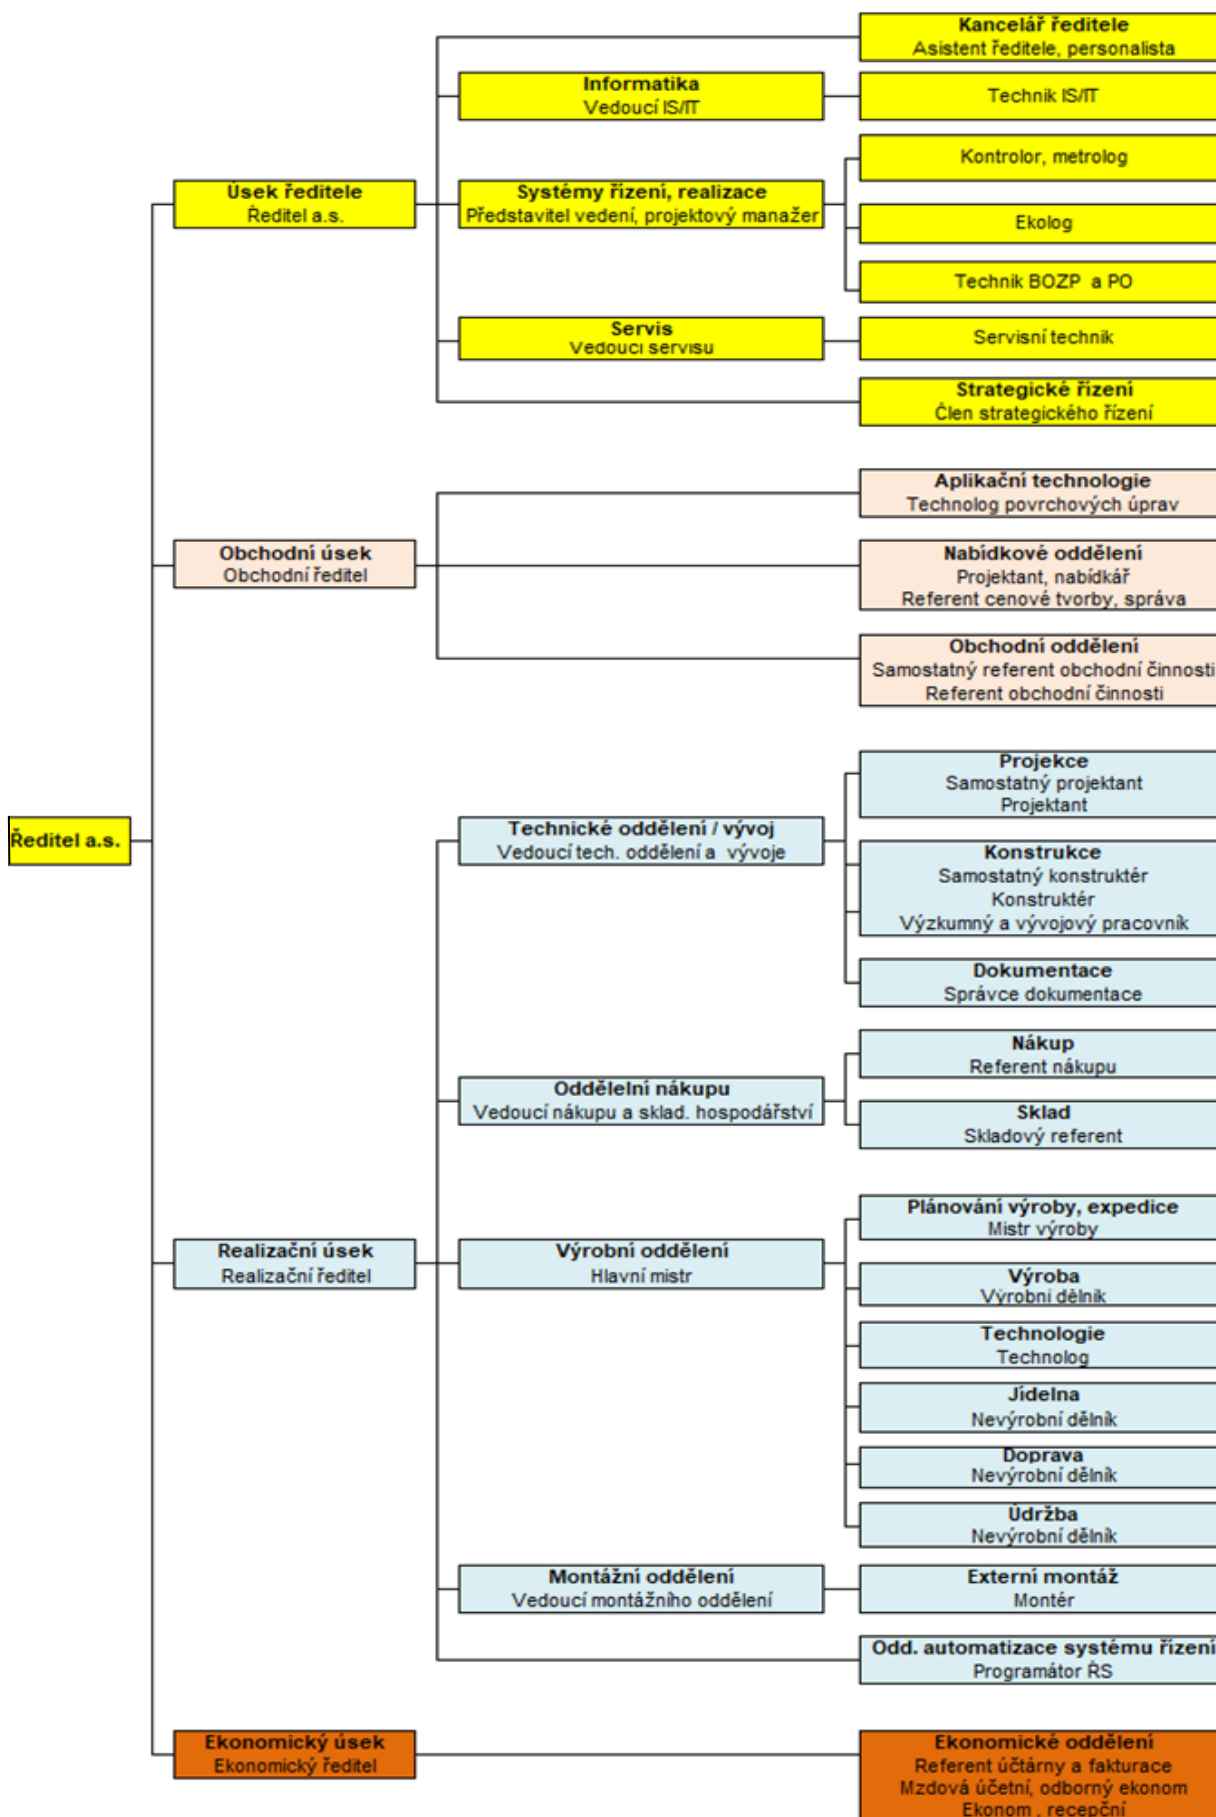 Kancelář ředitele
Asistent ředitele, personalista
Informatika
Vedoucí IS/IT
Technik IS/IT
Kontrolor, metrolog
Úsek ředitele
Ředitel a.s.
Systémy řízení, realizace
Představitel vedení, projektový manažer
Ekolog
Technik BOZP a PO
Servis
Vedoucí servisu
Servisní technik
Strategické řízení
Člen strategického řízení
Aplikační technologie
Technolog povrchových úprav
Obchodní úsek
Obchodní ředitel
Nabídkové oddělení
Projektant, nabídkář
Referent cenové tvorby, správa
Obchodní oddělení
Samostatný referent obchodní činnosti
Referent obchodní činnosti
Projekce
Samostatný projektant
Projektant
Ředitel a.s.
Technické oddělení / vývoj
Vedoucí tech. oddělení a vývoje
Konstrukce
Samostatný konstruktér
Konstruktér
Výzkumný a vývojový pracovník
Dokumentace
Správce dokumentace
Nákup
Referent nákupu
Oddělelní nákupu
Vedoucí nákupu a sklad. hospodářství
Sklad
Skladový referent
Plánování výroby, expedice
Mistr výroby
Realizační úsek
Realizační ředitel
Výrobní oddělení
Hlavní mistr
Výroba
Výrobní dělník
Technologie
Technolog
Jídelna
Nevýrobní dělník
Doprava
Nevýrobní dělník
Údržba
Nevýrobní dělník
Montážní oddělení
Vedoucí montážního oddělení
Externí montáž
Montér
Odd. automatizace systému řízení
Programátor ŘS
Ekonomický úsek
Ekonomický ředitel
Ekonomické oddělení
Referent účtárny a fakturace
Mzdová účetní, odborný ekonom
Ekonom , recepční